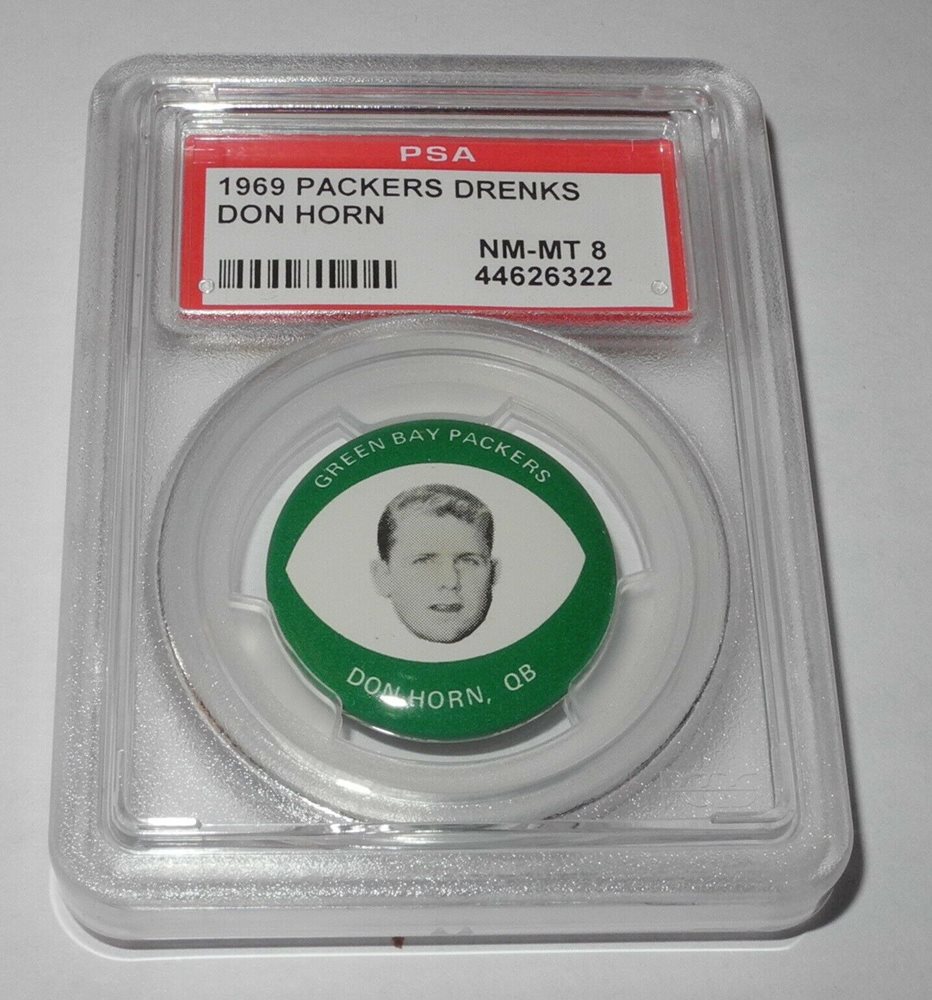 PSA
1969 PACKERS DRENKS
DON HORN
NM-MT 8
44626322
GREEN BAY PACKERS
DON HORN, QB